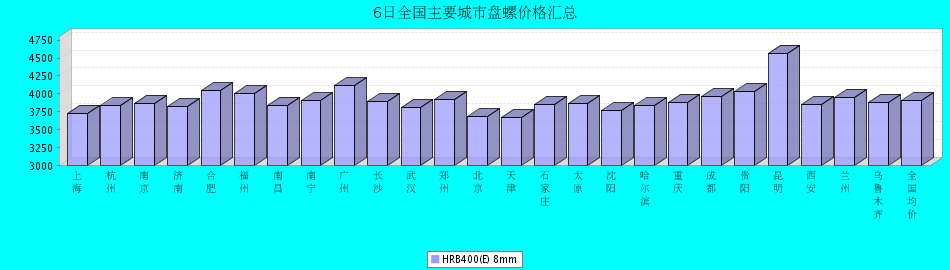 6日全国主要城市盘螺价格汇总
4750
4500
4250
4000
3750
3500
3250
3000
上海
杭州
南京
济南
合肥
福州
南昌
南宁
广州
长沙
武汉
郑州
北京
天津
石家庄
太原
沈阳
哈尔滨
重庆
成都
贵阳
昆明
西安
兰州
乌鲁木齐
全国均价
HRB400(E) 8mm